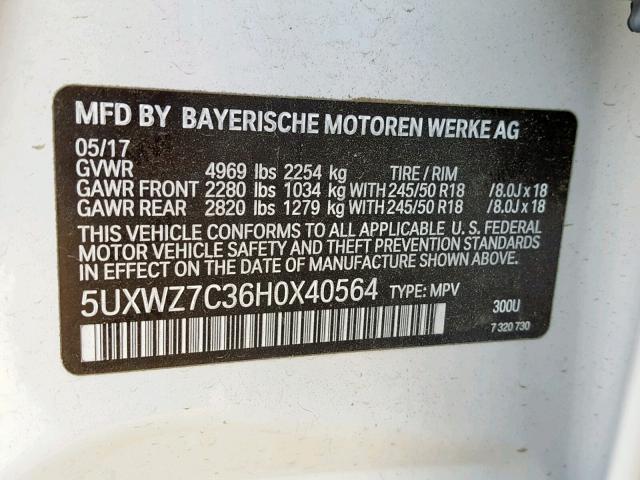 MFD BY BAYERISCHE MOTOREN WERKE AG
05/17
GVWR 4969 lbs 2254 kg TIRE / RIM
GAWR FRONT 2280 lbs 1034 kg WITH 245/50 R18 /8.0J x 18
GAWR REAR 2820 lbs 1279 kg WITH 245/50 R18 /8.0J x 18
THIS VEHICLE CONFORMS TO ALL APPLICABLE U. S. FEDERAL
MOTOR VEHICLE SAFETY AND THEFT PREVENTION STANDARDS
IN EFFECT ON THE DATE OF MANUFACTURE SHOWN ABOVE.
5UXWZ7C36H0X40564 TYPE: MPV
300U
7 320 730